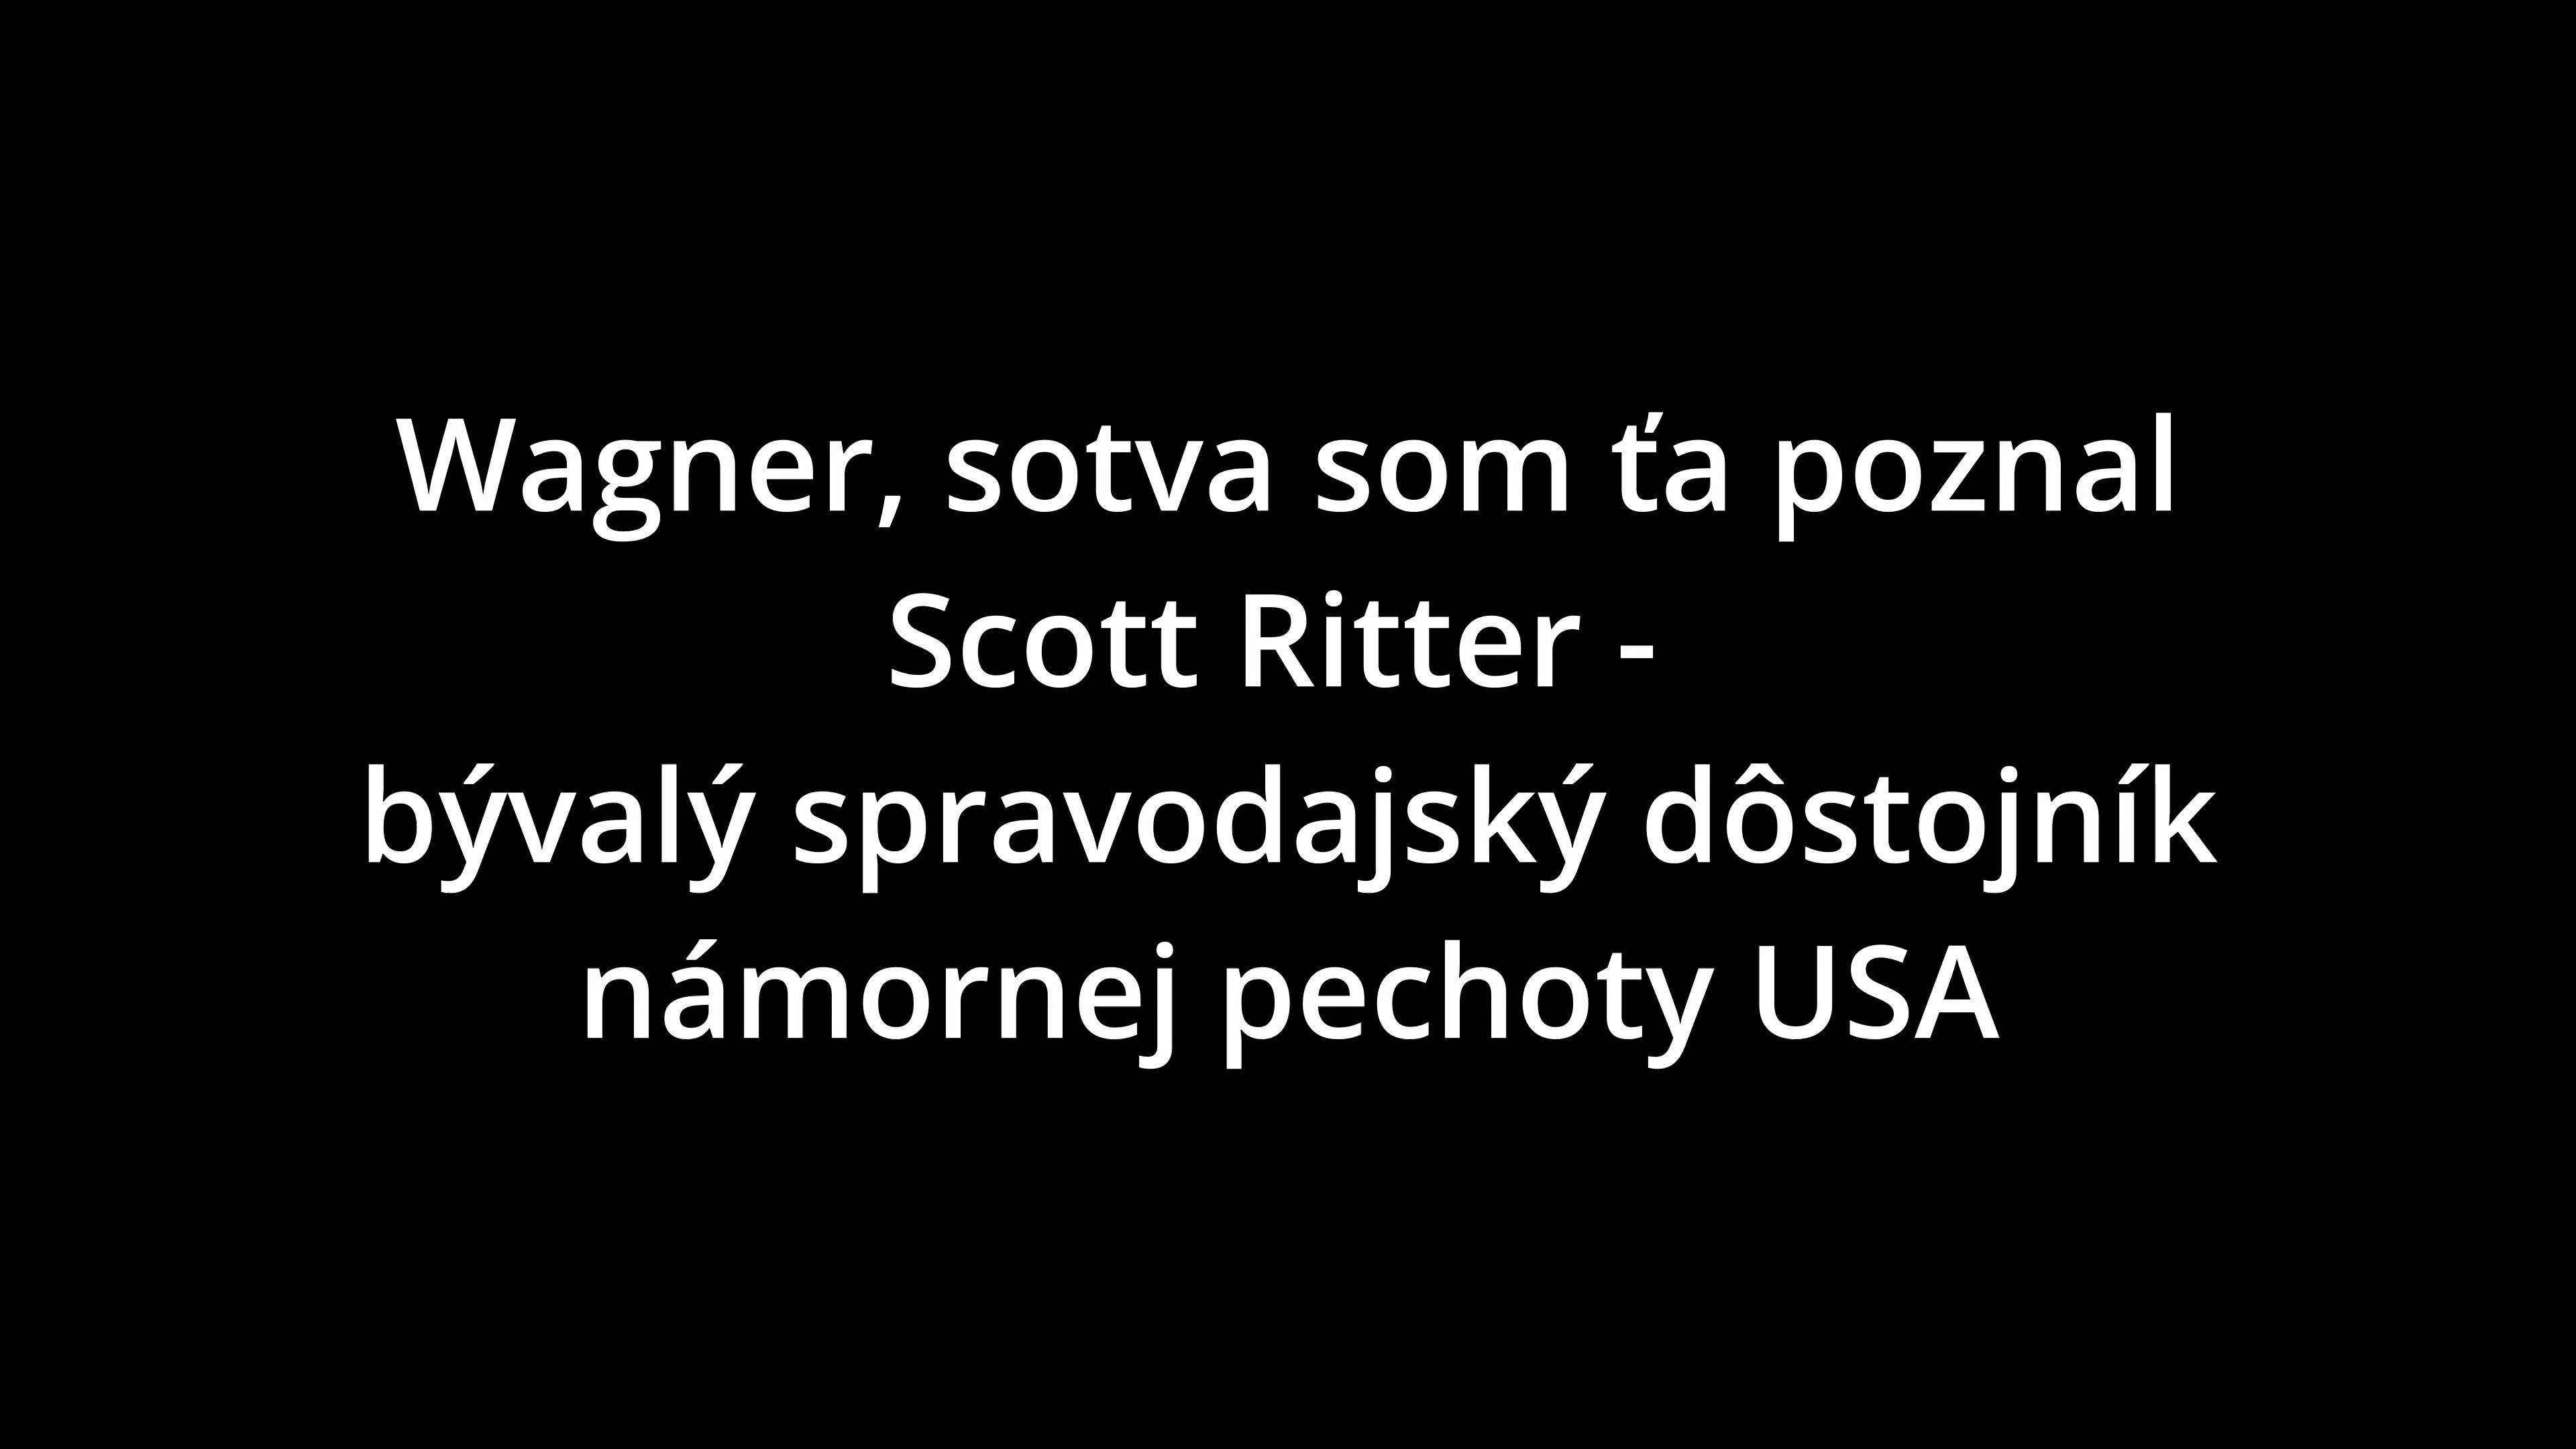 Wagner, sotva som ťa poznal
Scott Ritter -
bývalý spravodajský dôstojník
námornej pechoty USA